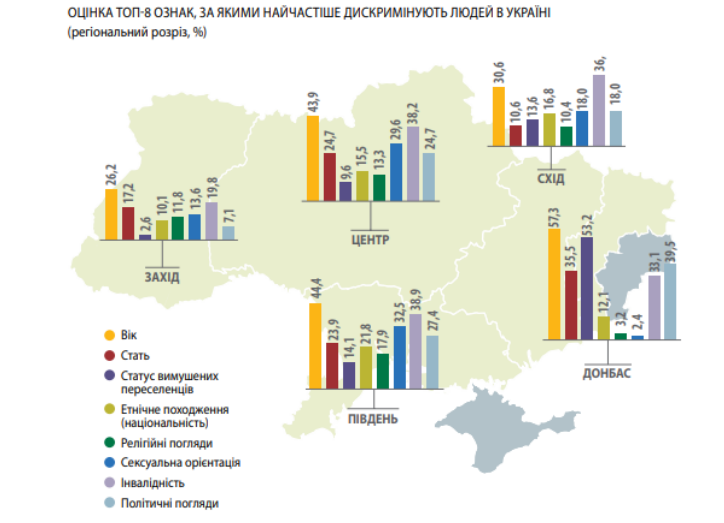 ОЦІНКА ТОП-8 ОЗНАК, ЗА ЯКИМИ НАЙЧАСТІШЕ ДИСКРИМІНУЮТЬ ЛЮДЕЙ В УКРАЇНІ
(регіональний розріз, %)
30,6
10,6
13,6
16,8
10,4
18,0
36,
18,0
СХІД
43,9
24,7
9,6
15,5
13,3
29,6
38,2
24,7
ЦЕНТР
26,2
17,2
2,6
10,1
11,8
13,6
19,8
7,1
ЗАХІД
57,3
35,5
53,2
12,1
3,2
2,4
33,1
39,5
ДОНБАС
44,4
23,9
14,1
21,8
17,9
32,5
38,9
27,4
ПІВДЕНЬ
Вік
Стать
Статус вимушених
переселенців
Етнічне походження
(національність)
Релігійні погляди
Сексуальна орієнтація
Інвалідність
Політичні погляди